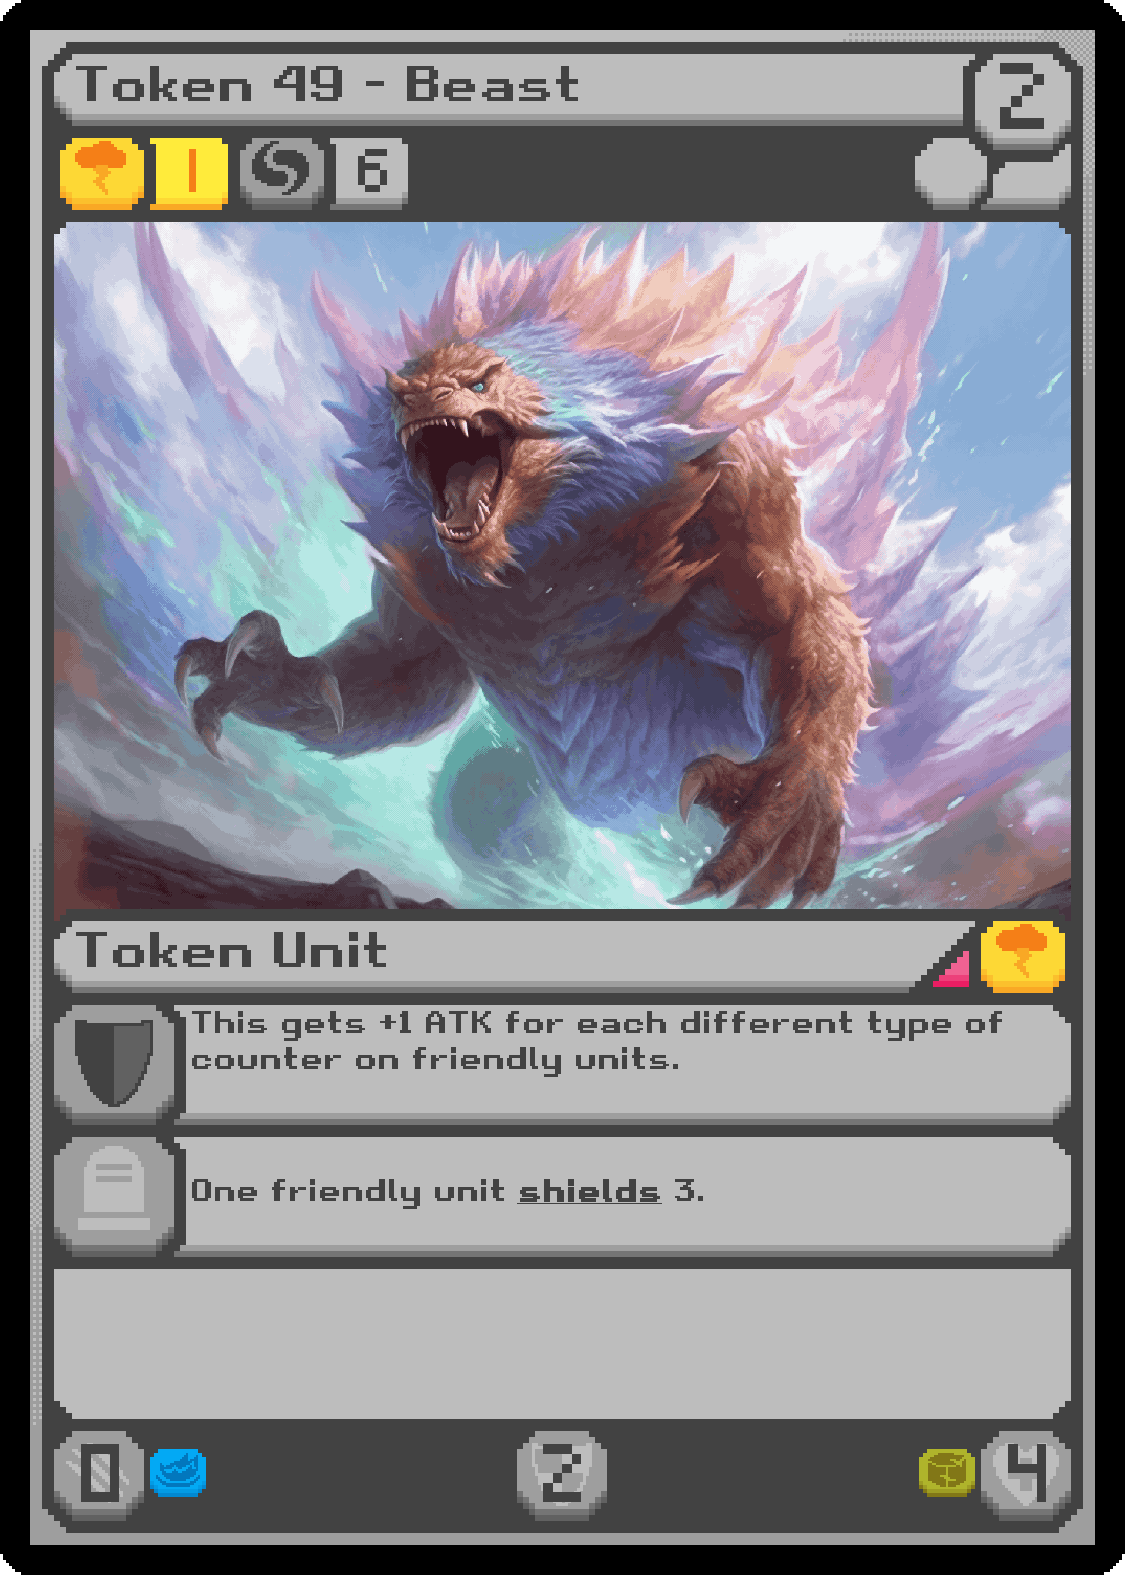 Token 49 - Beast
2
1 6
Token Unit
This gets +1 ATK for each different type of
counter on friendly units.
One friendly unit shields 3.
0 2 4